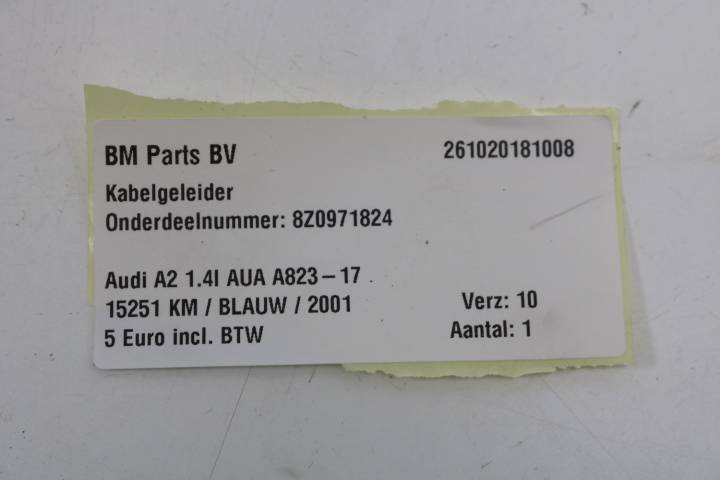 BM Parts BV 261020181008
Kabelgeleider
Onderdeelnummer: 8Z0971824
Audi A2 1.4I AUA A823-17
15251 KM / BLAUW / 2001 Verz: 10
5 Euro incl. BTW Aantal: 1